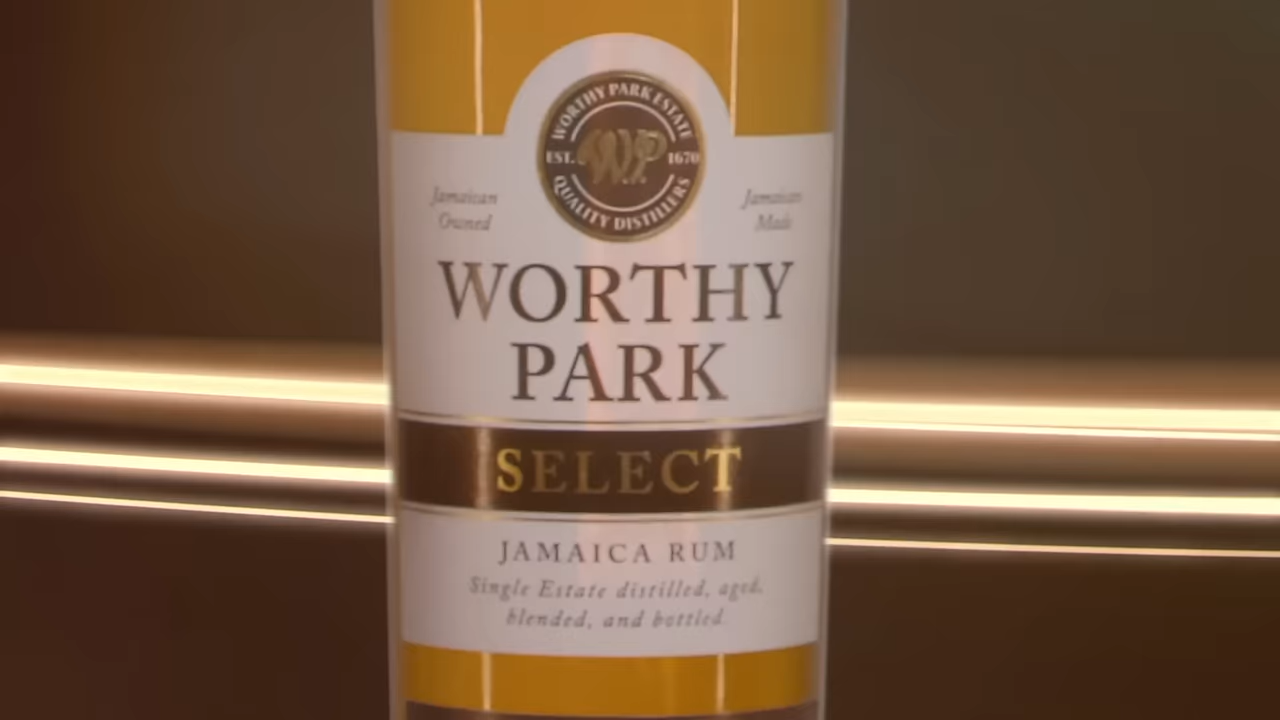 WORTHY PARK ESTATE
EST. W.P. 1670
QUALITY DISTILLERS
Jamaican Owned
Jamaican Made
WORTHY
PARK
SELECT
JAMAICA RUM
Single Estate distilled, aged,
blended, and bottled.